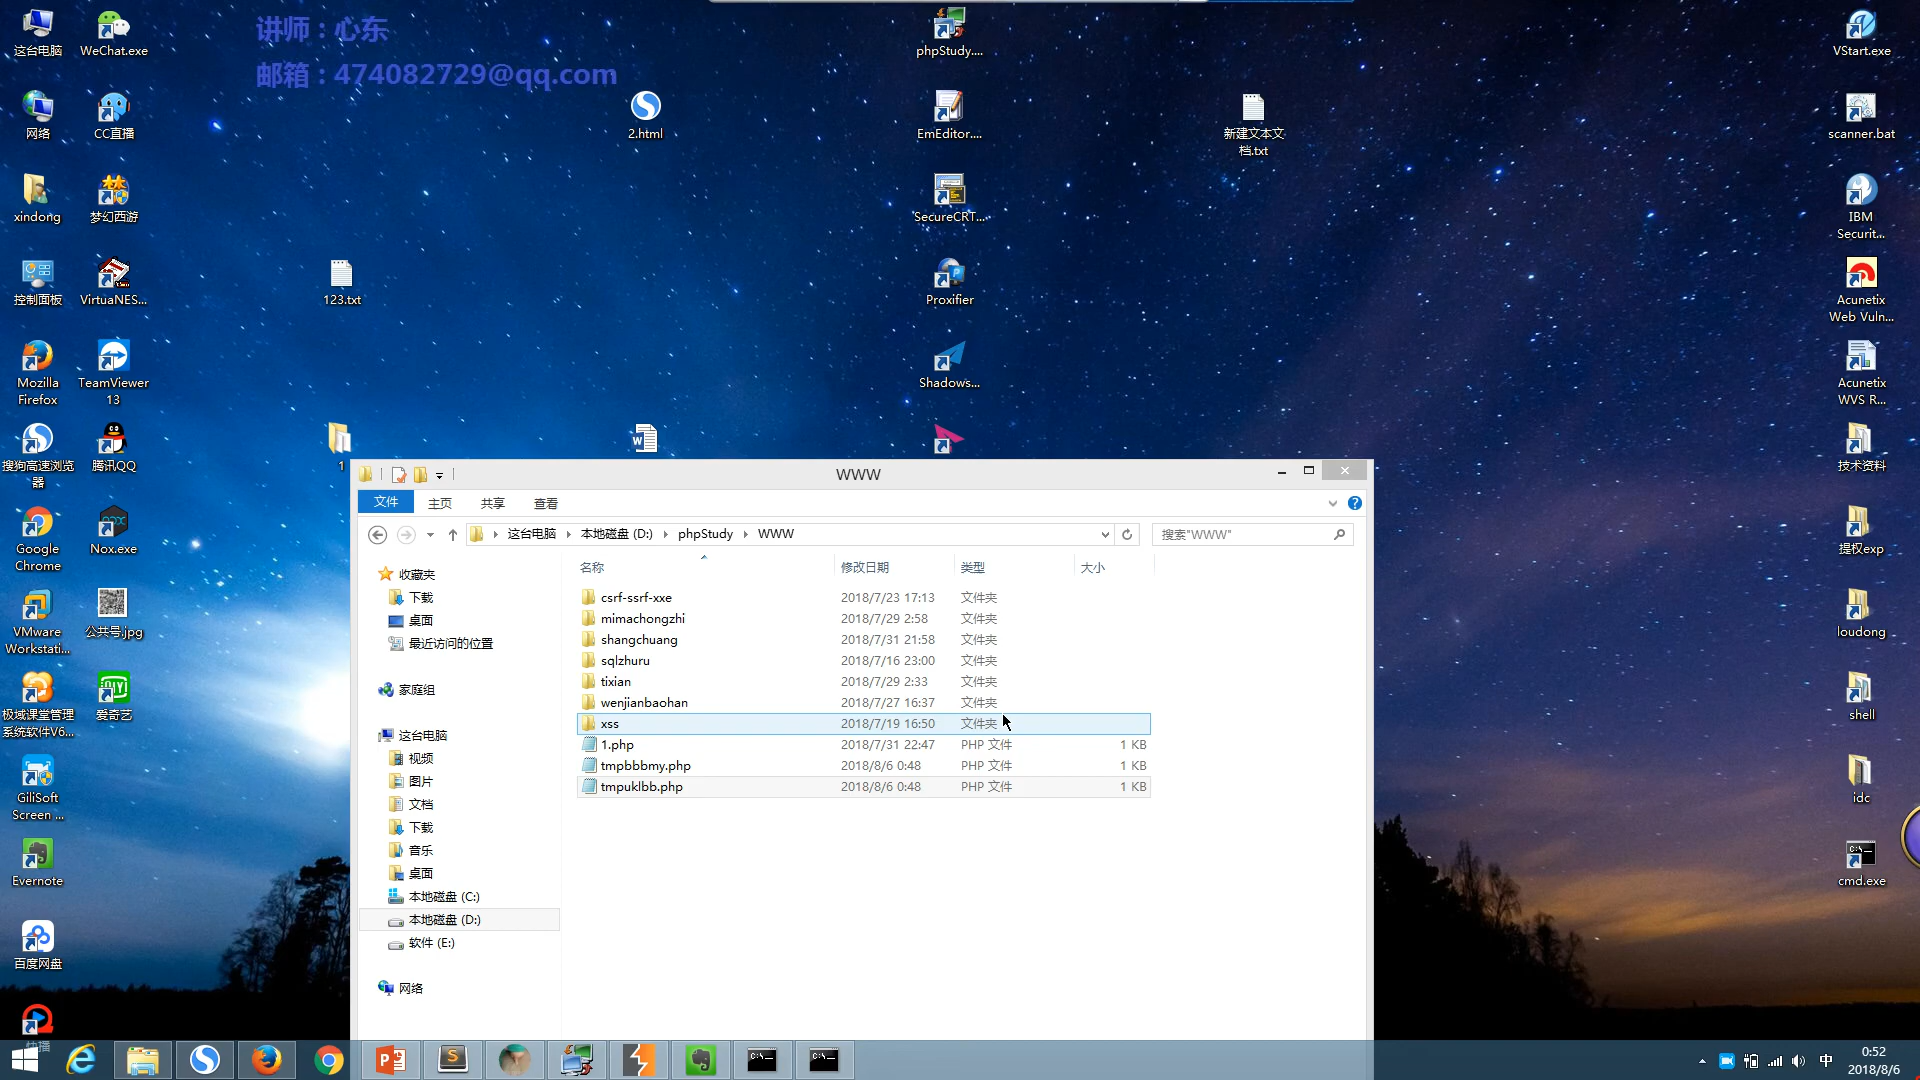 讲师：心东
邮箱：474082729@qq.com
这台电脑
WeChat.exe
phpStudy....
VStart.exe
网络
CC直播
2.html
EmEditor....
新建文本文
档.txt
scanner.bat
xindong
梦幻西游
SecureCRT...
IBM
Securit...
控制面板
VirtuaNES...
123.txt
Proxifier
Acunetix
Web Vuln...
Mozilla
Firefox
TeamViewer
13
Shadows...
Acunetix
WVS R...
搜狗高速浏览
器
腾讯QQ
1
技术资料
Google
Chrome
Nox.exe
提权exp
VMware
Workstati...
公共号.jpg
loudong
极域课堂管理
系统软件V6...
爱奇艺
shell
GiliSoft
Screen ...
idc
Evernote
cmd.exe
百度网盘
快播
WWW
文件
主页
共享
查看
这台电脑
本地磁盘 (D:)
phpStudy
WWW
搜索"WWW"
收藏夹
下载
桌面
最近访问的位置
家庭组
这台电脑
视频
图片
文档
下载
音乐
桌面
本地磁盘 (C:)
本地磁盘 (D:)
软件 (E:)
网络
名称 修改日期 类型 大小
csrf-ssrf-xxe 2018/7/23 17:13 文件夹
mimachongzhi 2018/7/29 2:58 文件夹
shangchuang 2018/7/31 21:58 文件夹
sqlzhuru 2018/7/16 23:00 文件夹
tixian 2018/7/29 2:33 文件夹
wenjianbaohan 2018/7/27 16:37 文件夹
xss 2018/7/19 16:50 文件夹
1.php 2018/7/31 22:47 PHP 文件 1 KB
tmpbbbmy.php 2018/8/6 0:48 PHP 文件 1 KB
tmpuklbb.php 2018/8/6 0:48 PHP 文件 1 KB
中
0:52
2018/8/6